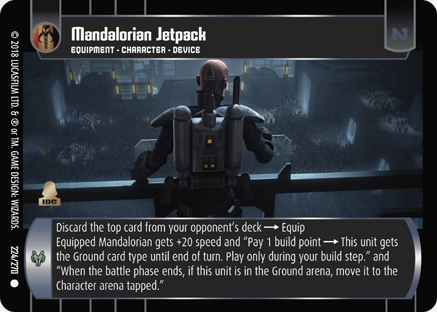 Mandalorian Jetpack
EQUIPMENT - CHARACTER - DEVICE
N
© 2018 LUCASFILM LTD. & ® or TM. GAME DESIGN: WIZARDS.
IDC
224/270
Discard the top card from your opponent's deck → Equip
Equipped Mandalorian gets +20 speed and "Pay 1 build point → This unit gets
the Ground card type until end of turn. Play only during your build step." and
"When the battle phase ends, if this unit is in the Ground arena, move it to the
Character arena tapped."